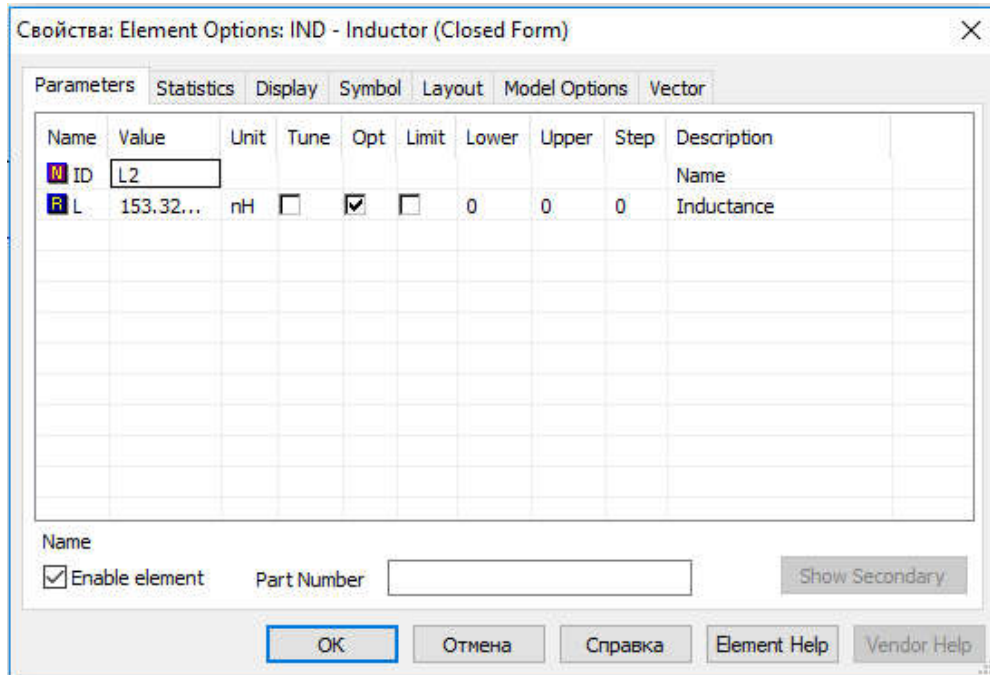 Свойства: Element Options: IND - Inductor (Closed Form)
Parameters Statistics Display Symbol Layout Model Options Vector
Name Value Unit Tune Opt Limit Lower Upper Step Description
N ID L2 Name
R L 153.32... nH 0 0 0 Inductance
Name
Enable element Part Number Show Secondary
OK Отмена Справка Element Help Vendor Help